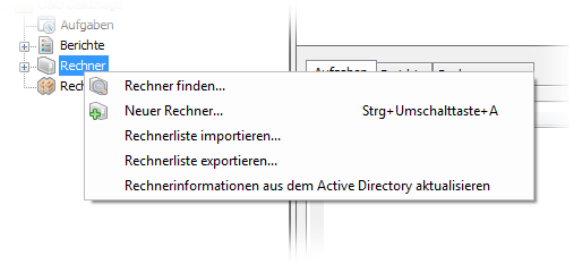 Aufgaben
Berichte
Rechner
Rech
Rechner finden...
Neuer Rechner... Strg+Umschalttaste+A
Rechnerliste importieren...
Rechnerliste exportieren...
Rechnerinformationen aus dem Active Directory aktualisieren